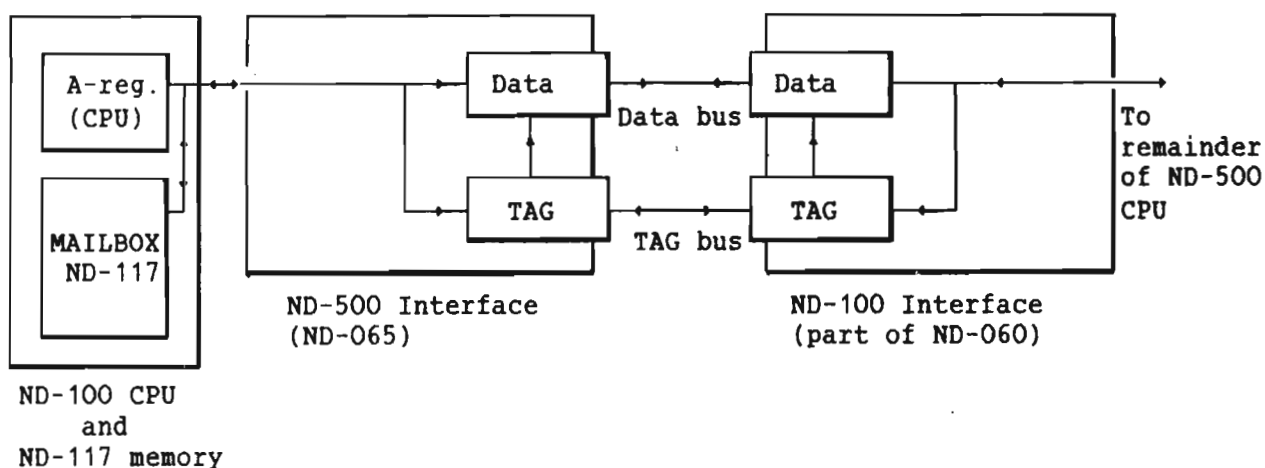 A-reg.
(CPU)
MAILBOX
ND-117
ND-100 CPU
and
ND-117 memory
Data
TAG
ND-500 Interface
(ND-065)
Data bus
TAG bus
Data
TAG
ND-100 Interface
(part of ND-060)
To
remainder
of ND-500
CPU